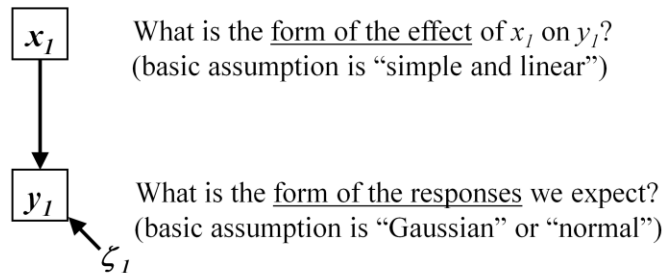 x₁
What is the form of the effect of x₁ on y₁?
(basic assumption is “simple and linear”)
y₁
What is the form of the responses we expect?
(basic assumption is “Gaussian” or “normal”)
ζ₁